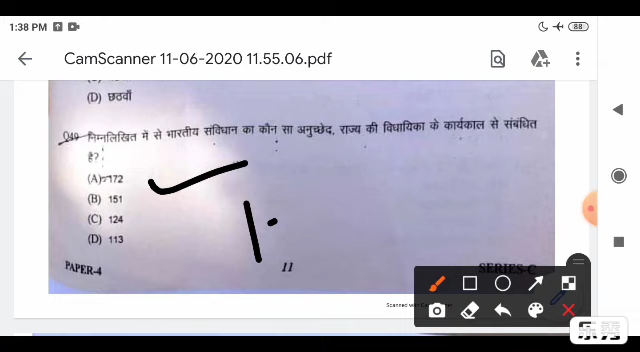 1:38 PM
88
CamScanner 11-06-2020 11.55.06.pdf
(D) छठवाँ
Q49 निम्नलिखित में से भारतीय संविधान का कौन सा अनुच्छेद, राज्य की विधायिका के कार्यकाल से संबंधित
है?
(A) 172
(B) 151
(C) 124
(D) 113
PAPER-4
11
SERIES-C